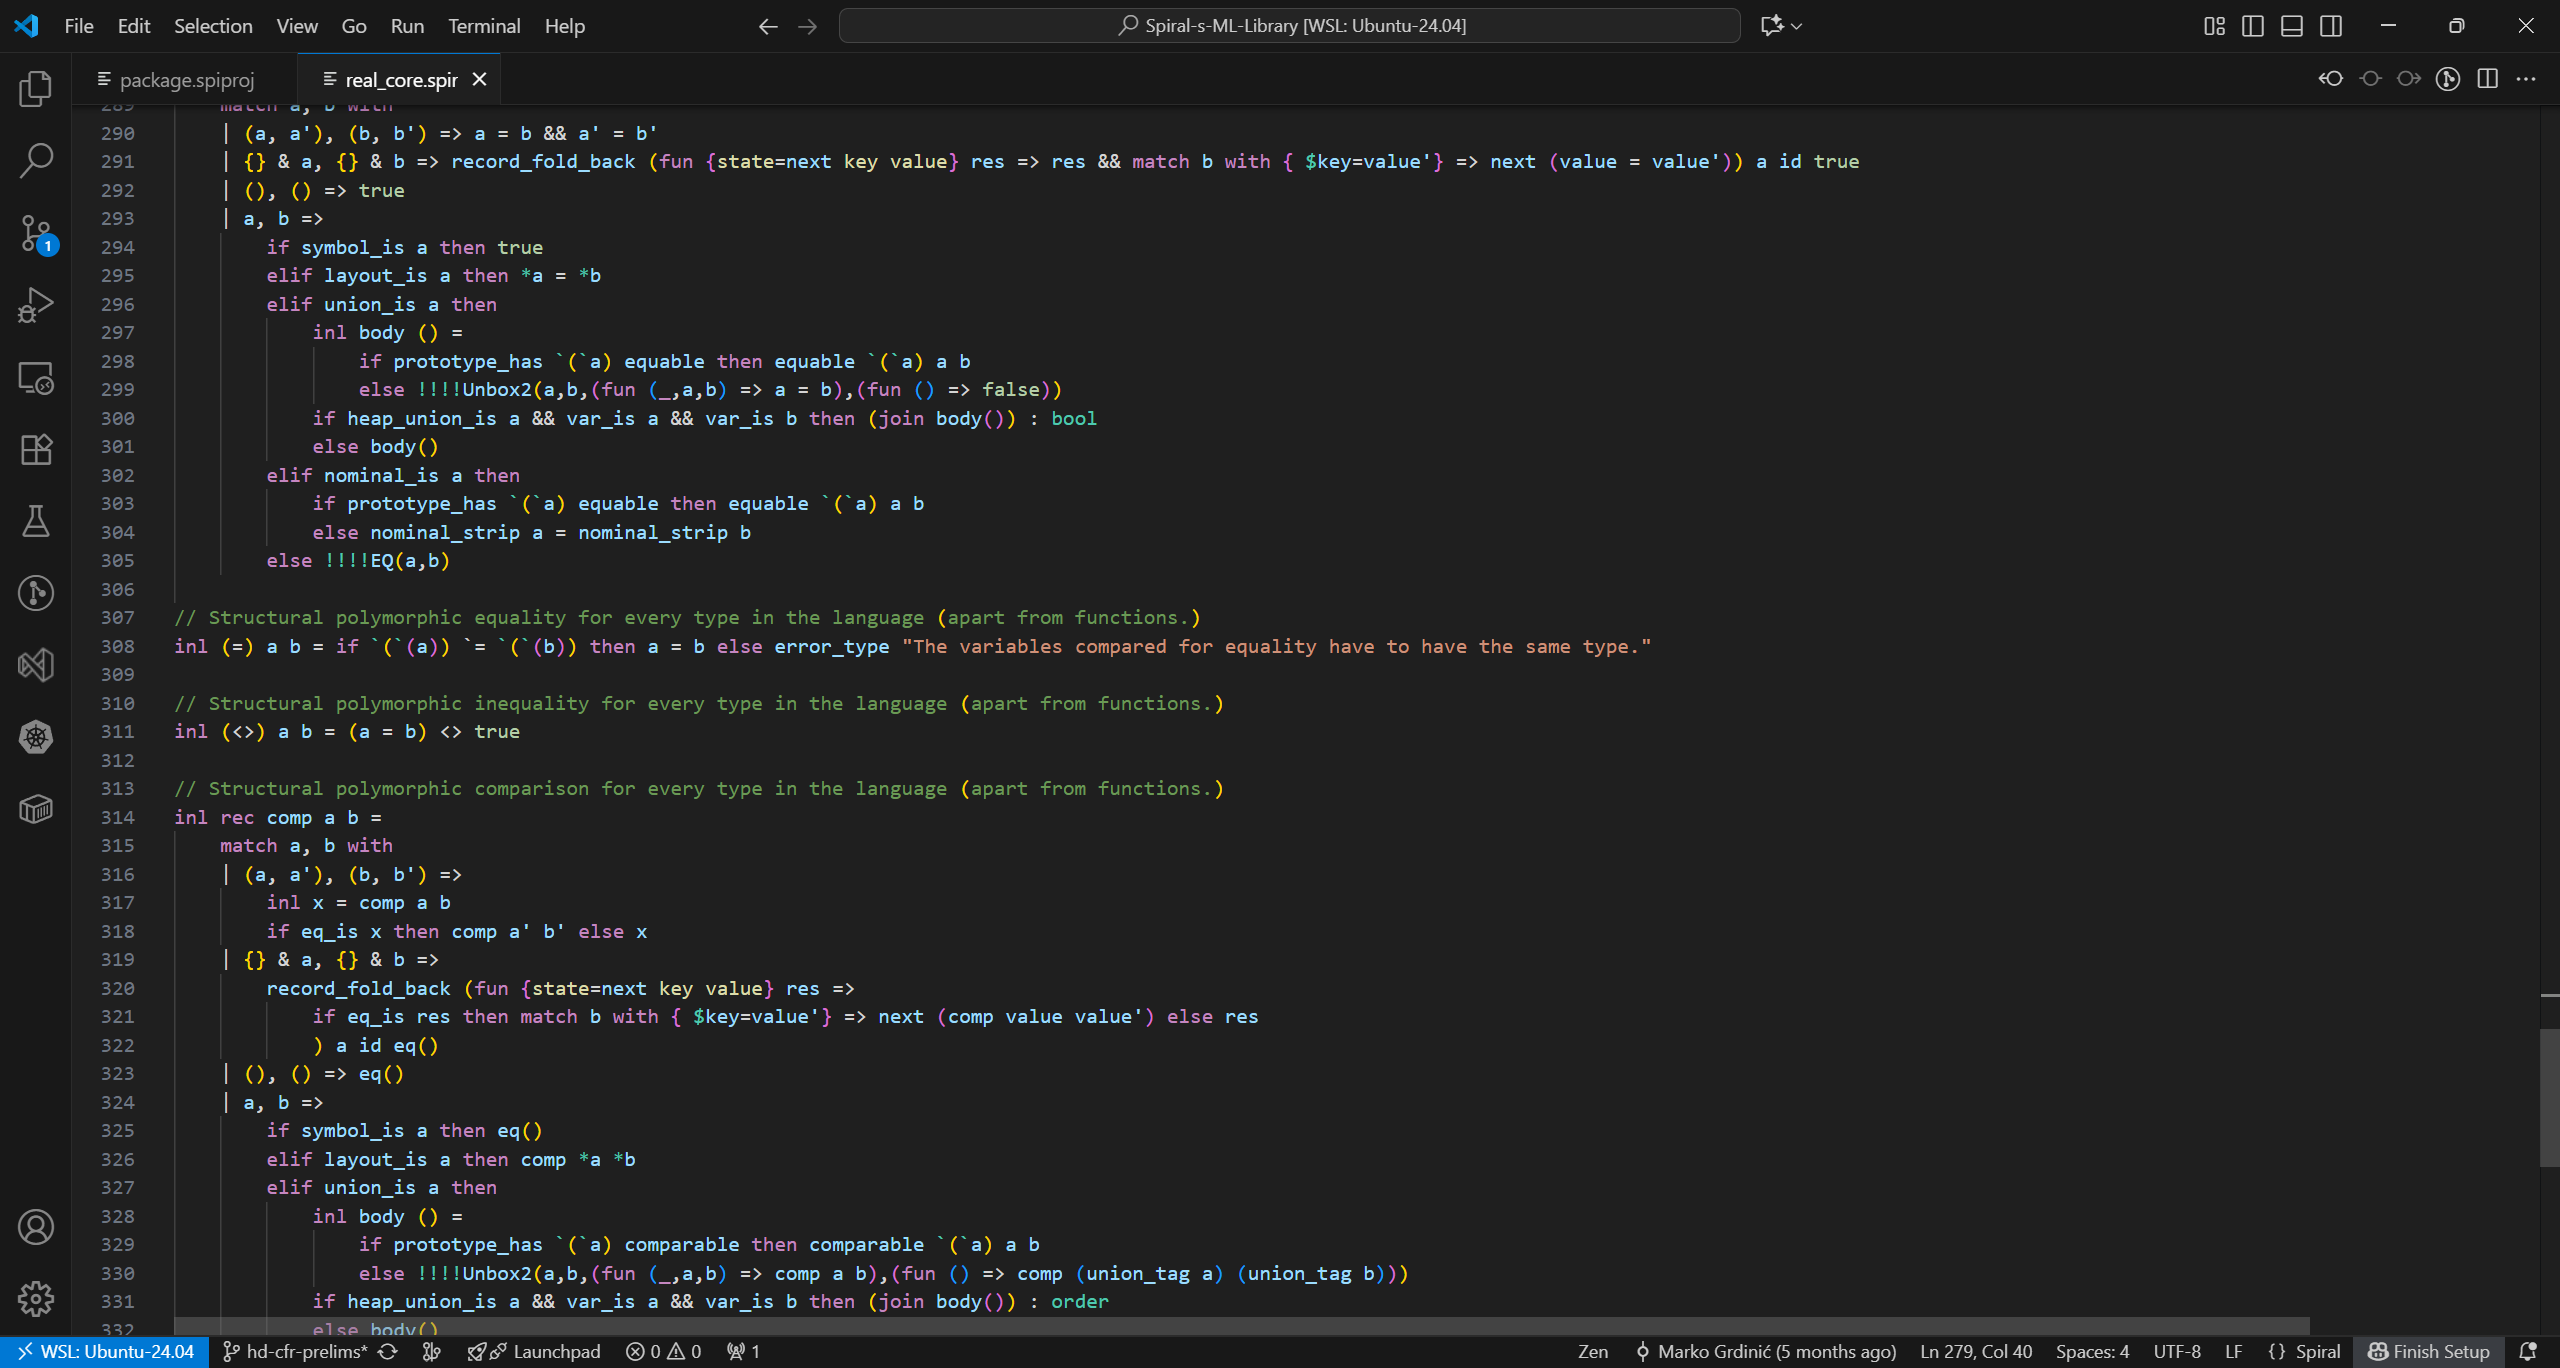 File Edit Selection View Go Run Terminal Help
Spiral-s-ML-Library [WSL: Ubuntu-24.04]
package.spiproj
real_core.spir
289     match a, b with
290     | (a, a'), (b, b') => a = b && a' = b'
291     | {} & a, {} & b => record_fold_back (fun {state=next key value} res => res && match b with { $key=value'} => next (value = value')) a id true
292     | (), () => true
293     | a, b =>
294         if symbol_is a then true
295         elif layout_is a then *a = *b
296         elif union_is a then
297             inl body () =
298                 if prototype_has `(`a) equable then equable `(`a) a b
299                 else !!!!Unbox2(a,b,(fun (_,a,b) => a = b),(fun () => false))
300             if heap_union_is a && var_is a && var_is b then (join body()) : bool
301             else body()
302         elif nominal_is a then
303             if prototype_has `(`a) equable then equable `(`a) a b
304             else nominal_strip a = nominal_strip b
305         else !!!!EQ(a,b)
306
307 // Structural polymorphic equality for every type in the language (apart from functions.)
308 inl (=) a b = if `(`(a)) `= `(`(b)) then a = b else error_type "The variables compared for equality have to have the same type."
309
310 // Structural polymorphic inequality for every type in the language (apart from functions.)
311 inl (<>) a b = (a = b) <> true
312
313 // Structural polymorphic comparison for every type in the language (apart from functions.)
314 inl rec comp a b =
315     match a, b with
316     | (a, a'), (b, b') =>
317         inl x = comp a b
318         if eq_is x then comp a' b' else x
319     | {} & a, {} & b =>
320         record_fold_back (fun {state=next key value} res =>
321             if eq_is res then match b with { $key=value'} => next (comp value value') else res
322             ) a id eq()
323     | (), () => eq()
324     | a, b =>
325         if symbol_is a then eq()
326         elif layout_is a then comp *a *b
327         elif union_is a then
328             inl body () =
329                 if prototype_has `(`a) comparable then comparable `(`a) a b
330                 else !!!!Unbox2(a,b,(fun (_,a,b) => comp a b),(fun () => comp (union_tag a) (union_tag b)))
331             if heap_union_is a && var_is a && var_is b then (join body()) : order
332             else body()
1
WSL: Ubuntu-24.04 hd-cfr-prelims* Launchpad 0 0 1 Zen Marko Grdinić (5 months ago) Ln 279, Col 40 Spaces: 4 UTF-8 LF {} Spiral Finish Setup